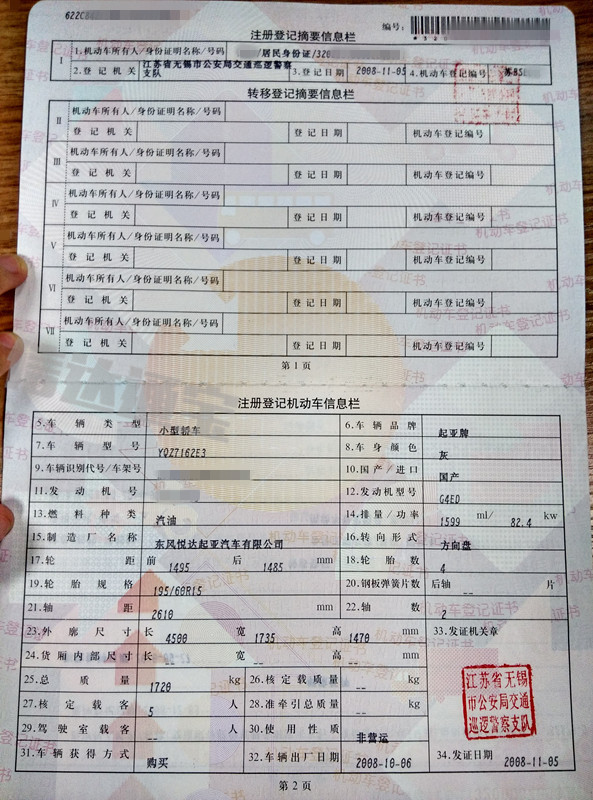 622C8
编号:
注册登记摘要信息栏
I
1.机动车所有人/身份证明名称/号码 /居民身份证/320
2.登记机关 江苏省无锡市公安局交通巡逻警察支队 3.登记日期 2008-11-05 4.机动车登记编号 苏B5
转移登记摘要信息栏
II
机动车所有人/身份证明名称/号码
登记机关 登记日期 机动车登记编号
III
机动车所有人/身份证明名称/号码
登记机关 登记日期 机动车登记编号
IV
机动车所有人/身份证明名称/号码
登记机关 登记日期 机动车登记编号
V
机动车所有人/身份证明名称/号码
登记机关 登记日期 机动车登记编号
VI
机动车所有人/身份证明名称/号码
登记机关 登记日期 机动车登记编号
VII
机动车所有人/身份证明名称/号码
登记机关 登记日期 机动车登记编号
第1页
注册登记机动车信息栏
5.车辆类型 小型轿车 6.车辆品牌 起亚牌
7.车辆型号 YQZ7162E3 8.车身颜色 灰
9.车辆识别代号/车架号 10.国产/进口 国产
11.发动机号 12.发动机型号 G4ED
13.燃料种类 汽油 14.排量/功率 1599 ml/ 82.4 kw
15.制造厂名称 东风悦达起亚汽车有限公司 16.转向形式 方向盘
17.轮距 前 1495 后 1485 mm 18.轮胎数 4
19.轮胎规格 195/60R15 20.钢板弹簧片数 后轴 -- 片
21.轴距 2610 mm 22.轴数 2
23.外廓尺寸 长 4500 宽 1735 高 1470 mm 33.发证机关章
24.货厢内部尺寸 长 -- 宽 -- 高 -- mm
25.总质量 1720 kg 26.核定载质量 -- kg
27.核定载客 5 人 28.准牵引总质量 -- kg
29.驾驶室载客 -- 人 30.使用性质 非营运
江苏省无锡
市公安局交通
巡逻警察支队
31.车辆获得方式 购买 32.车辆出厂日期 2008-10-06 34.发证日期 2008-11-05
第2页